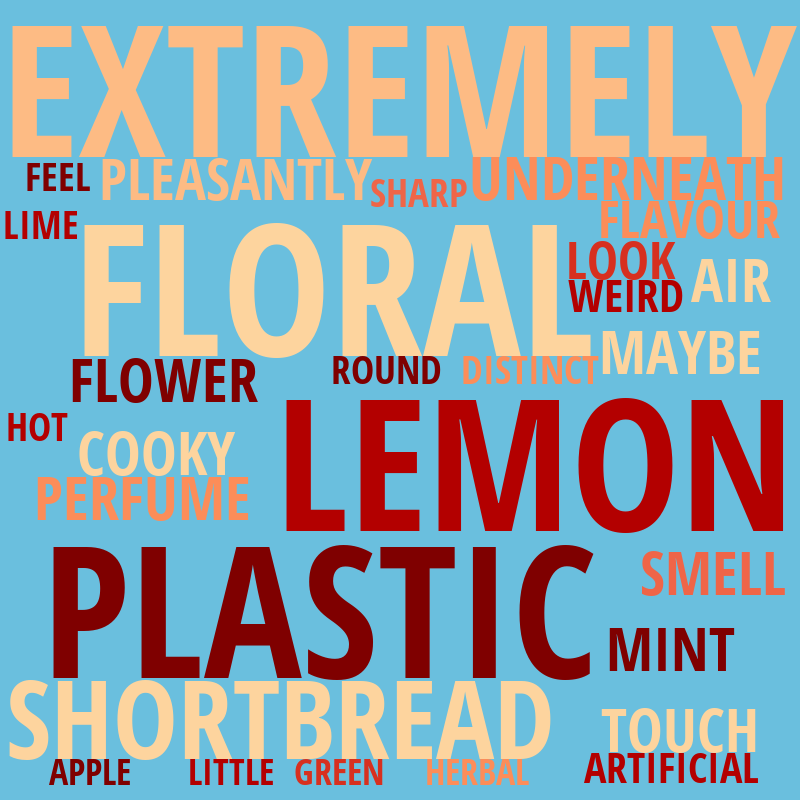 EXTREMELY
FEEL PLEASANTLY SHARP UNDERNEATH
LIME FLAVOUR
FLORAL LOOK
WEIRD AIR
MAYBE
FLOWER ROUND DISTINCT
HOT LEMON
COOKY
PERFUME
PLASTIC SMELL
MINT
SHORTBREAD TOUCH
APPLE LITTLE GREEN HERBAL ARTIFICIAL